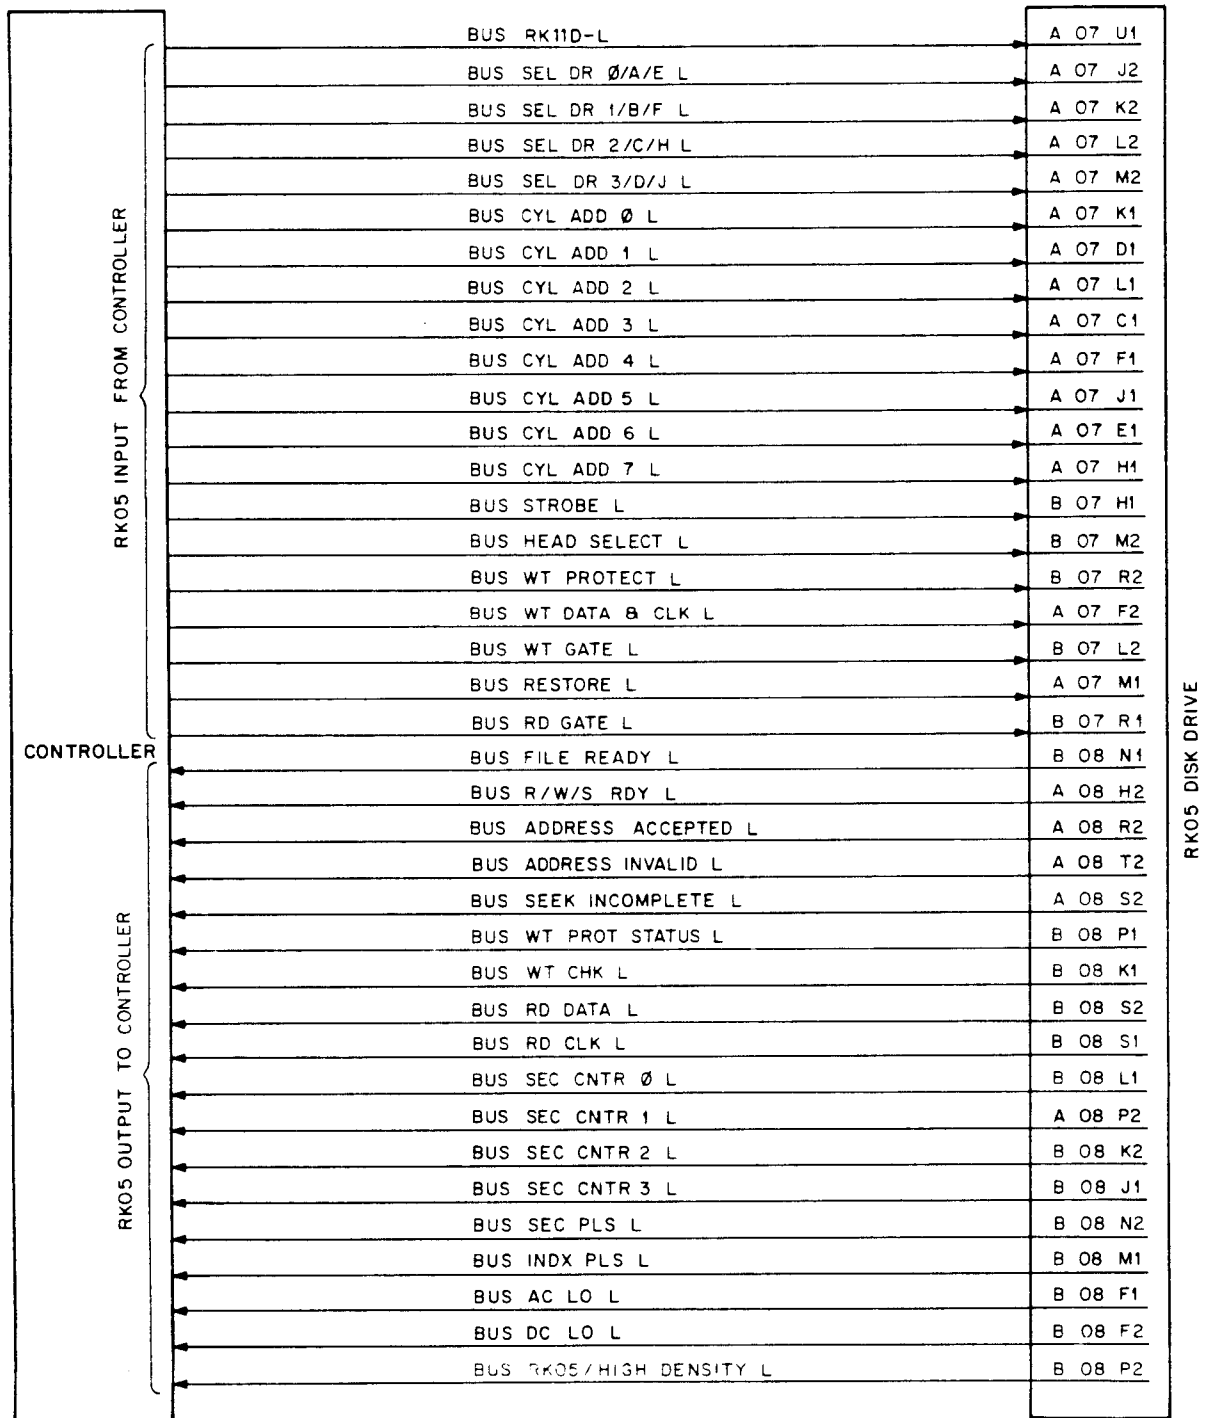 BUS RK11D-L A 07 U1
BUS SEL DR Ø/A/E L A 07 J2
BUS SEL DR 1/B/F L A 07 K2
BUS SEL DR 2/C/H L A 07 L2
BUS SEL DR 3/D/J L A 07 M2
BUS CYL ADD Ø L A 07 K1
BUS CYL ADD 1 L A 07 D1
BUS CYL ADD 2 L A 07 L1
BUS CYL ADD 3 L A 07 C1
BUS CYL ADD 4 L A 07 F1
BUS CYL ADD 5 L A 07 J1
BUS CYL ADD 6 L A 07 E1
BUS CYL ADD 7 L A 07 H1
BUS STROBE L B 07 H1
BUS HEAD SELECT L B 07 M2
BUS WT PROTECT L B 07 R2
BUS WT DATA & CLK L A 07 F2
BUS WT GATE L B 07 L2
BUS RESTORE L A 07 M1
BUS RD GATE L B 07 R1
RK05 INPUT FROM CONTROLLER
CONTROLLER
BUS FILE READY L B 08 N1
BUS R/W/S RDY L A 08 H2
BUS ADDRESS ACCEPTED L A 08 R2
BUS ADDRESS INVALID L A 08 T2
BUS SEEK INCOMPLETE L A 08 S2
BUS WT PROT STATUS L B 08 P1
BUS WT CHK L B 08 K1
BUS RD DATA L B 08 S2
BUS RD CLK L B 08 S1
BUS SEC CNTR Ø L B 08 L1
BUS SEC CNTR 1 L A 08 P2
BUS SEC CNTR 2 L B 08 K2
BUS SEC CNTR 3 L B 08 J1
BUS SEC PLS L B 08 N2
BUS INDX PLS L B 08 M1
BUS AC LO L B 08 F1
BUS DC LO L B 08 F2
BUS RK05/HIGH DENSITY L B 08 P2
RK05 OUTPUT TO CONTROLLER
RK05 DISK DRIVE